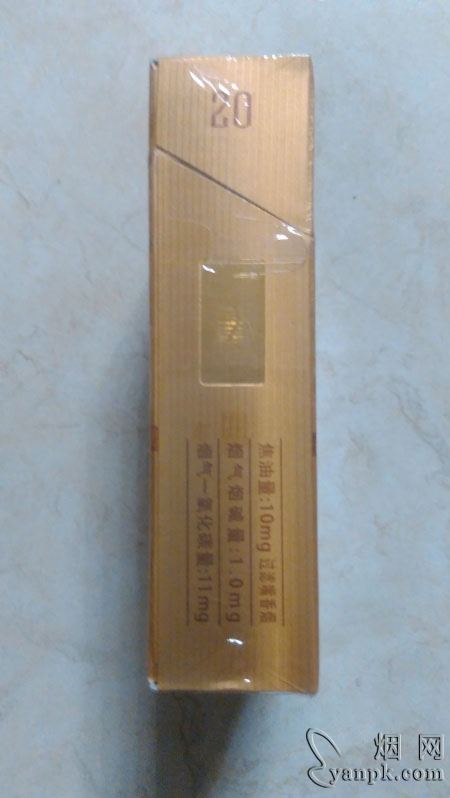 20
焦油量:10mg 过滤嘴香烟
烟气烟碱量:1.0mg
烟气一氧化碳量:11mg
烟网
yanpk.com